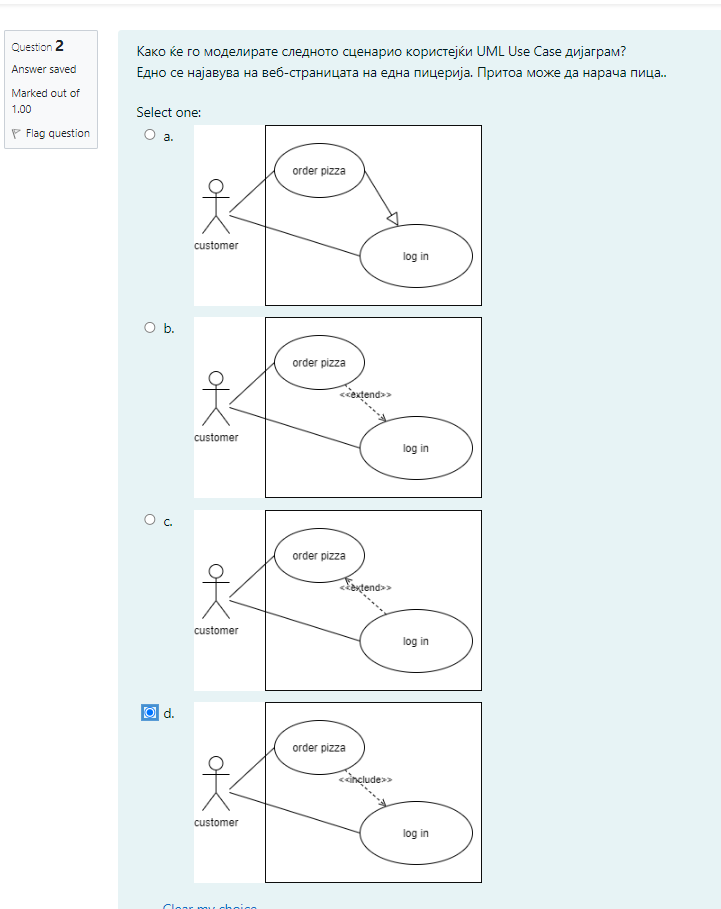 Question 2
Answer saved
Marked out of
1.00
Flag question
Како ќе го моделирате следното сценарио користејќи UML Use Case дијаграм?
Едно се најавува на веб-страницата на една пицерија. Притоа може да нарача пица..
Select one:
a.
order pizza
customer
log in
b.
order pizza
<<extend>>
customer
log in
c.
order pizza
<<extend>>
customer
log in
d.
order pizza
<<include>>
customer
log in
Clear my choice